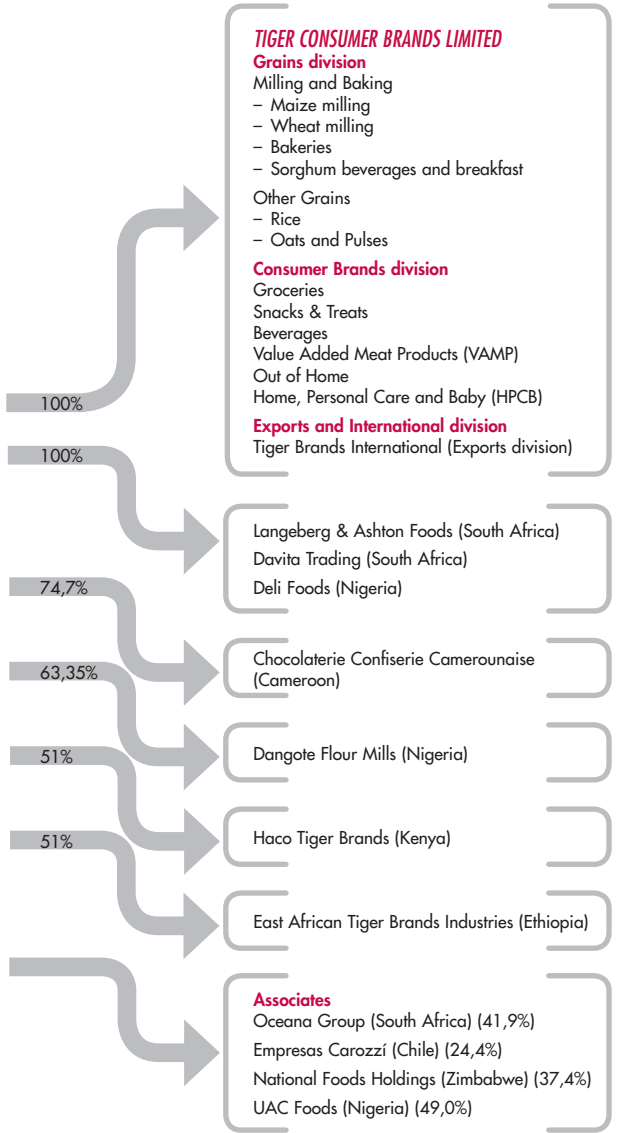 TIGER CONSUMER BRANDS LIMITED
Grains division
Milling and Baking
– Maize milling
– Wheat milling
– Bakeries
– Sorghum beverages and breakfast
Other Grains
– Rice
– Oats and Pulses
Consumer Brands division
Groceries
Snacks & Treats
Beverages
Value Added Meat Products (VAMP)
Out of Home
Home, Personal Care and Baby (HPCB)
100%
Exports and International division
Tiger Brands International (Exports division)
100%
Langeberg & Ashton Foods (South Africa)
Davita Trading (South Africa)
Deli Foods (Nigeria)
74,7%
Chocolaterie Confiserie Camerounaise
(Cameroon)
63,35%
Dangote Flour Mills (Nigeria)
51%
Haco Tiger Brands (Kenya)
51%
East African Tiger Brands Industries (Ethiopia)
Associates
Oceana Group (South Africa) (41,9%)
Empresas Carozzí (Chile) (24,4%)
National Foods Holdings (Zimbabwe) (37,4%)
UAC Foods (Nigeria) (49,0%)